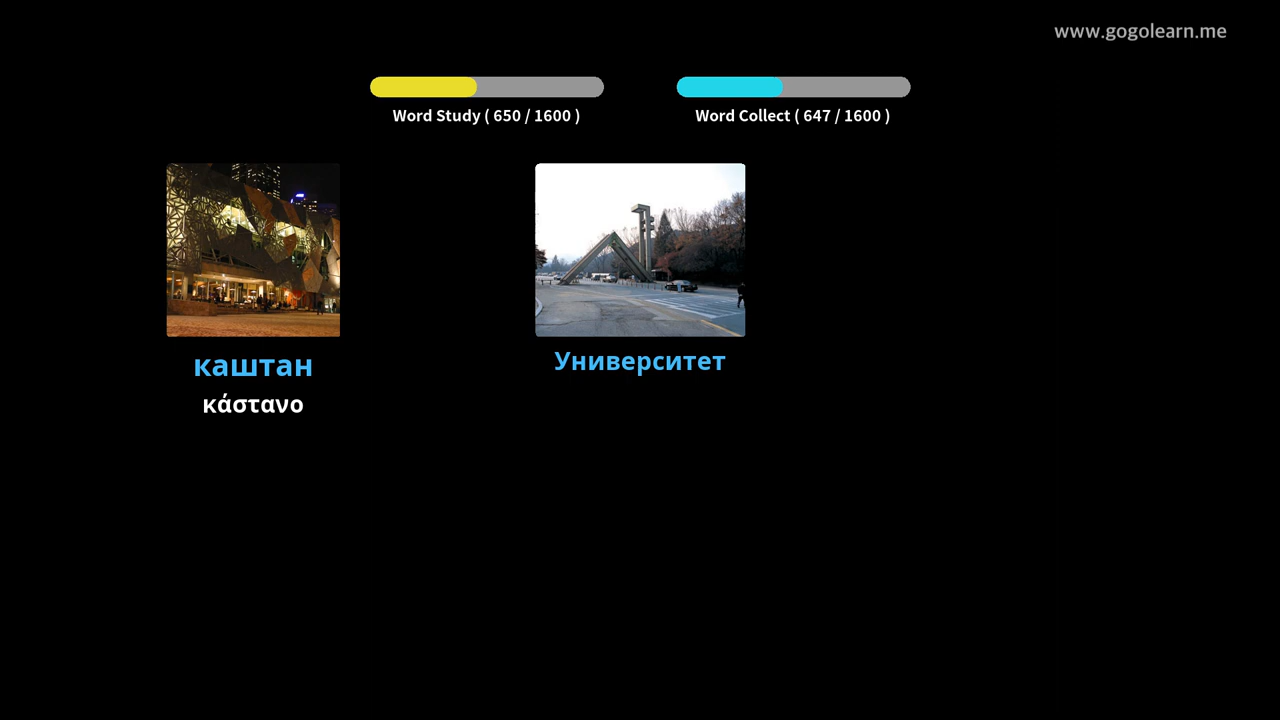 www.gogolearn.me
Word Study ( 650 / 1600 )
Word Collect ( 647 / 1600 )
каштан
κάστανο
Университет